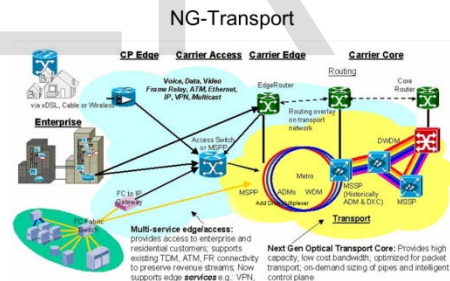 NG-Transport
CP Edge
Carrier Access
Carrier Edge
Carrier Core
Voice, Data, Video
Frame Relay, ATM, Ethernet,
IP, VPN, Multicast
via xDSL, Cable or Wireless
CP
EdgeRouter
Routing
Core
Router
Routing overlay
on transport
network
Enterprise
Access Switch
or MSPP
DWDM
FC to IP
Gateway
FC Fabric
Switch
MSPP
Metro
ADMs
WDM
MSSP
(Historically
ADM & DXC)
MSSP
Transport
Multi-service edge/access:
provides access to enterprise and
residential customers; supports
existing TDM, ATM, FR connectivity
to preserve revenue streams; Now
supports edge services e.g.: VPN,
Next Gen Optical Transport Core: Provides high
capacity, low cost bandwidth; optimized for packet
transport; on-demand sizing of pipes and intelligent
control plane